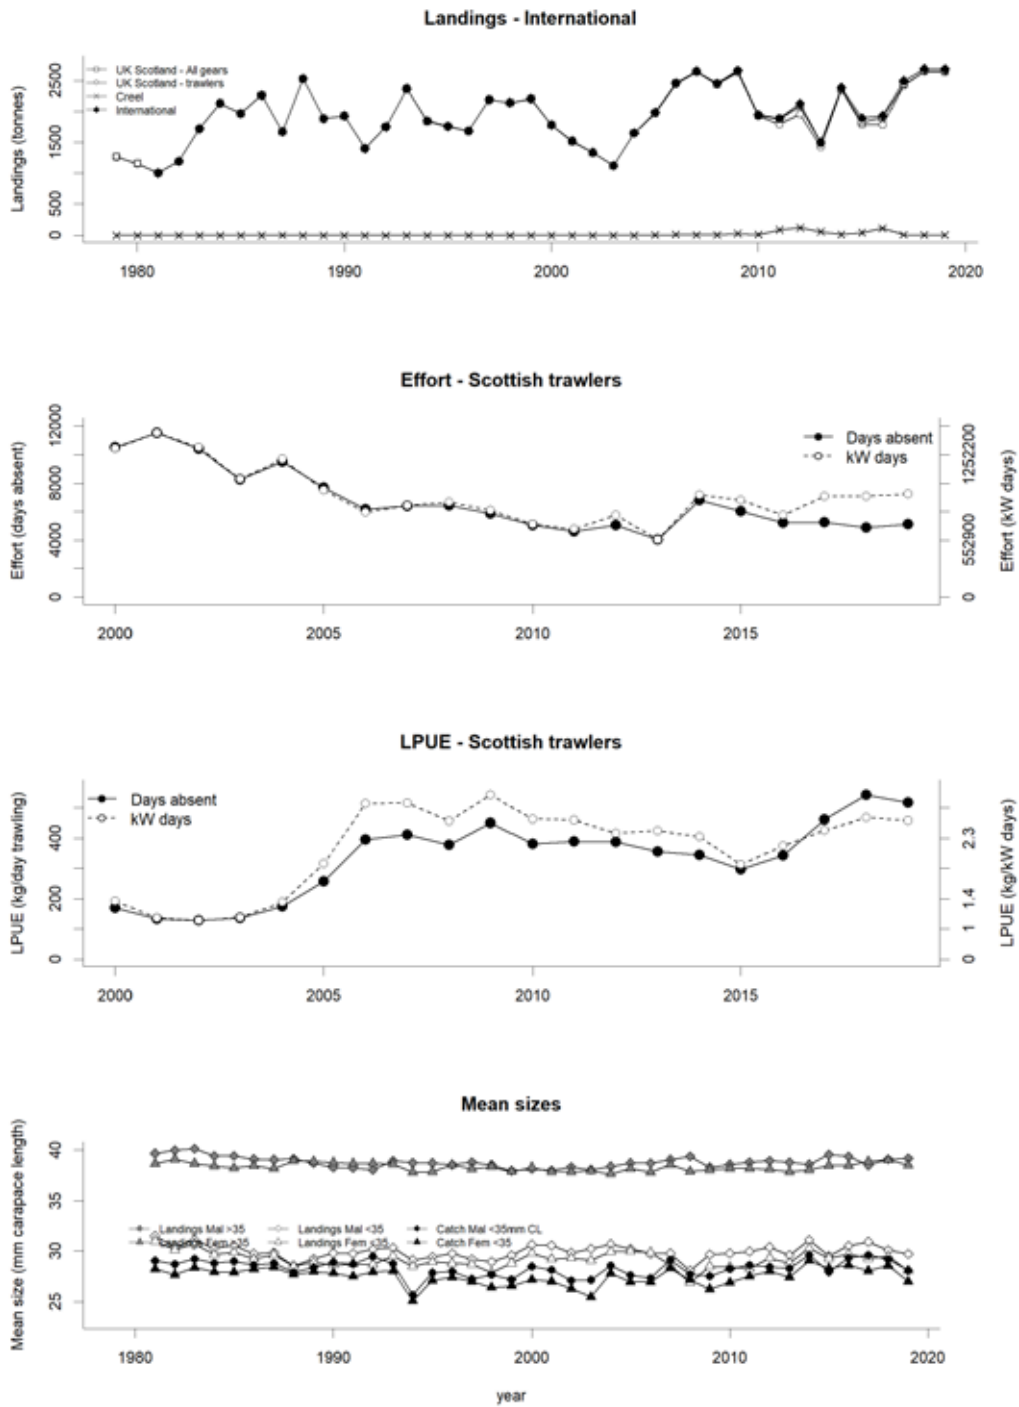 Landings - International
Landings (tonnes)
2500
1500
500
0
UK Scotland - All gears
UK Scotland - trawlers
Creel
International
1980
1990
2000
2010
2020
Effort - Scottish trawlers
Effort (days absent)
12000
8000
4000
0
Days absent
kW days
1252200
552900
0
Effort (kW days)
2000
2005
2010
2015
LPUE - Scottish trawlers
LPUE (kg/day trawling)
400
200
0
Days absent
kW days
2.3
1.4
1
0
LPUE (kg/kW days)
2000
2005
2010
2015
Mean sizes
Mean size (mm carapace length)
40
35
30
25
Landings Mal >35
Landings Fem >35
Landings Mal <35
Landings Fem <35
Catch Mal <35mm CL
Catch Fem <35
1980
1990
2000
2010
2020
year